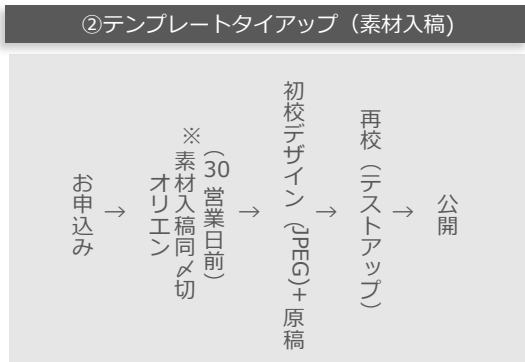 ②テンプレートタイアップ（素材入稿)
お申込み
→
オリエン
※素材入稿同〆切
（30営業日前）
→
初校デザイン（JPEG)+原稿
→
再校（テストアップ）
→
公開